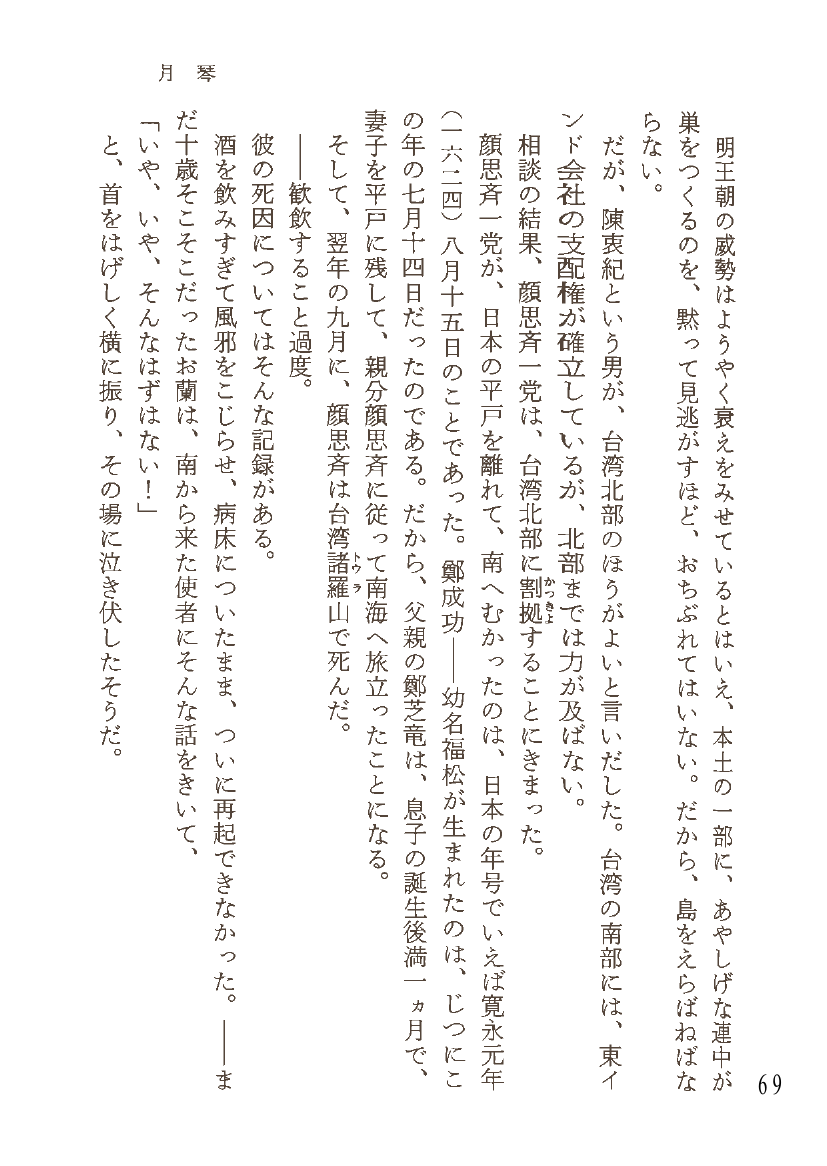 月琴
明王朝の威勢はようやく衰えをみせているとはいえ、本土の一部に、あやしげな連中が
巣をつくるのを、黙って見逃がすほど、おちぶれてはいない。だから、島をえらばねばな
らない。
だが、陳衷紀という男が、台湾北部のほうがよいと言いだした。台湾の南部には、東イ
ンド会社の支配権が確立しているが、北部までは力が及ばない。
相談の結果、顔思斉一党は、台湾北部に割拠することにきまった。
かっきよ
顔思斉一党が、日本の平戸を離れて、南へむかったのは、日本の年号でいえば寛永元年
(一六二四)八月十五日のことであった。鄭成功――幼名福松が生まれたのは、じつにこ
の年の七月十四日だったのである。だから、父親の鄭芝竜は、息子の誕生後満一ヵ月で、
妻子を平戸に残して、親分顔思斉に従って南海へ旅立ったことになる。
そして、翌年の九月に、顔思斉は台湾諸羅山で死んだ。
トウラ
――歓飲すること過度。
彼の死因についてはそんな記録がある。
酒を飲みすぎて風邪をこじらせ、病床についたまま、ついに再起できなかった。――ま
だ十歳そこそこだったお蘭は、南から来た使者にそんな話をきいて、
「いや、いや、そんなはずはない！」
と、首をはげしく横に振り、その場に泣き伏したそうだ。
69